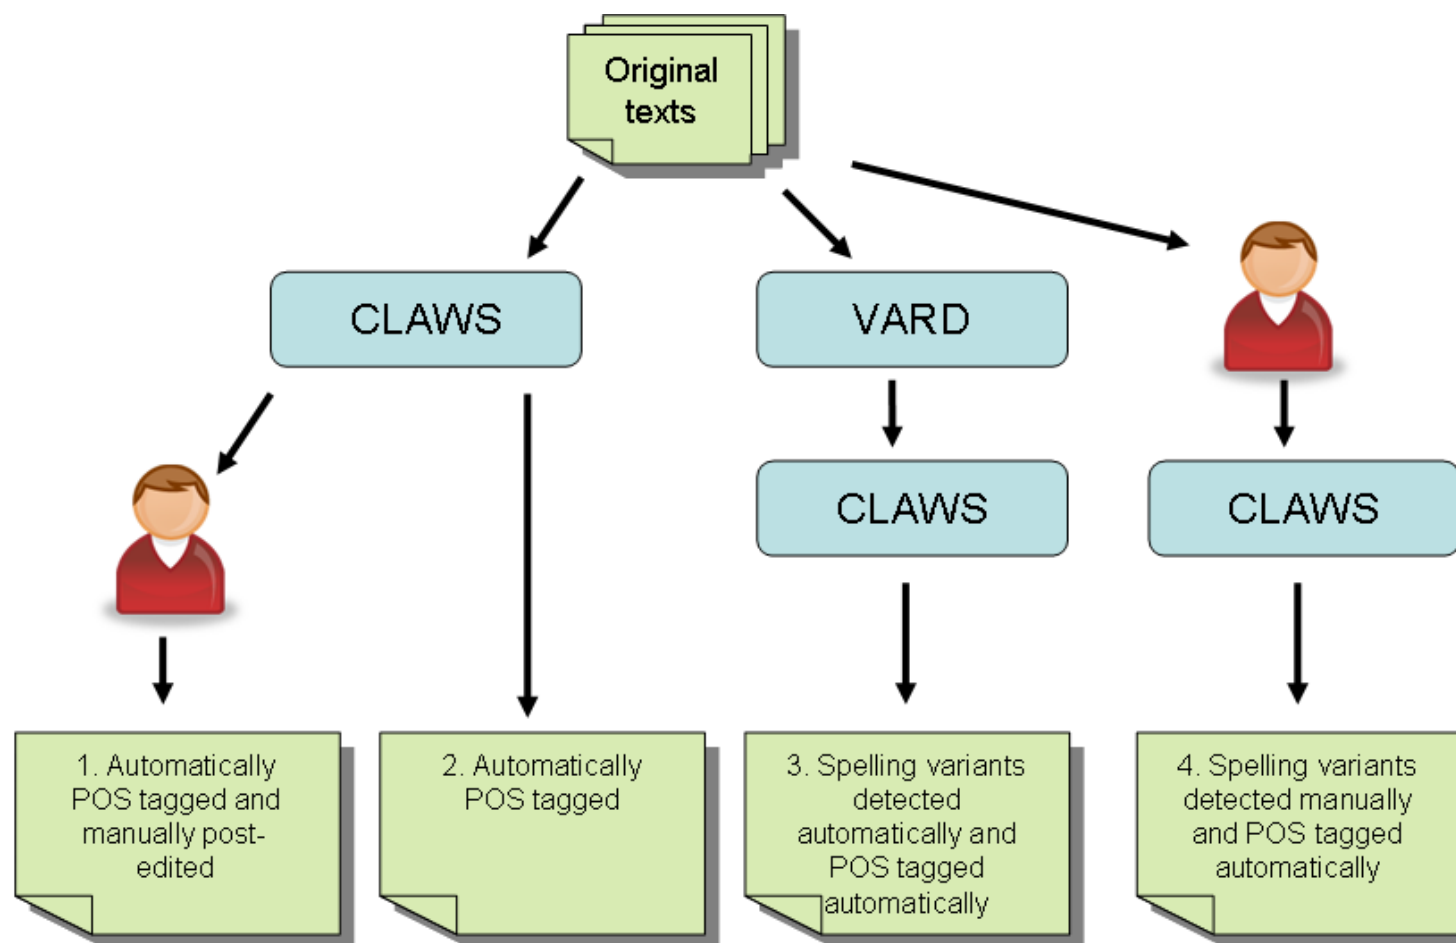 Original
texts
CLAWS
VARD
CLAWS
CLAWS
1. Automatically
POS tagged and
manually post-
edited
2. Automatically
POS tagged
3. Spelling variants
detected
automatically and
POS tagged
automatically
4. Spelling variants
detected manually
and POS tagged
automatically